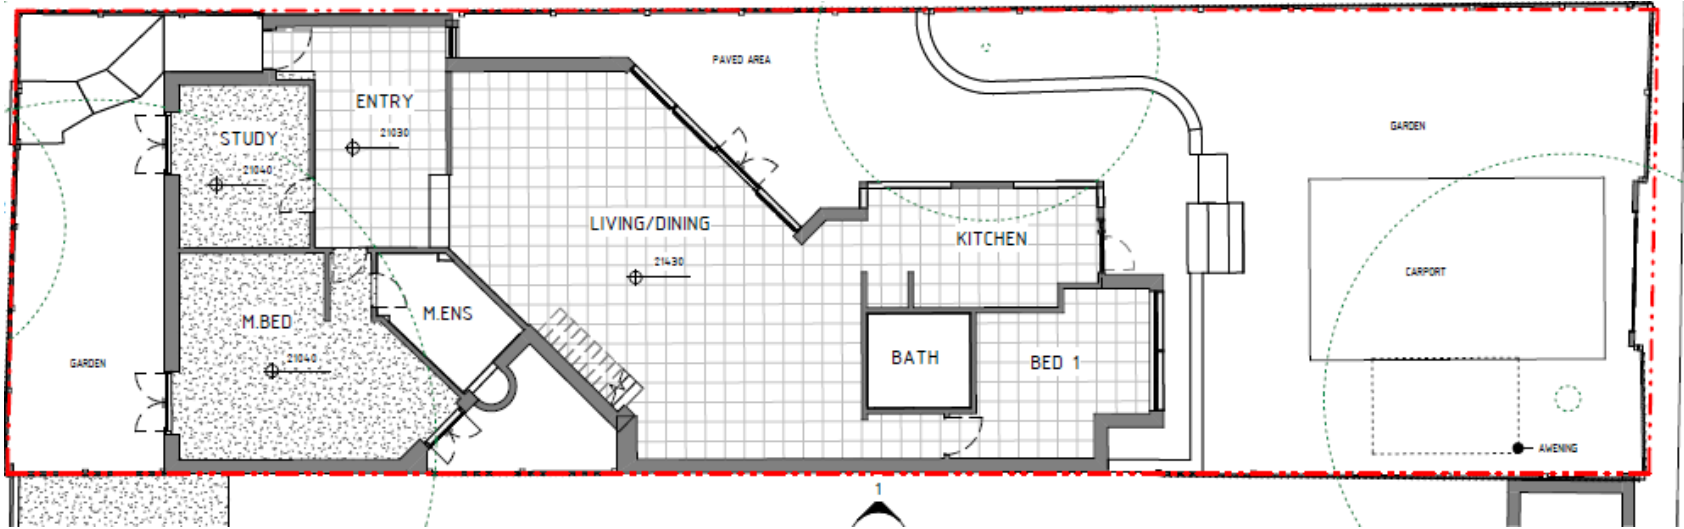 PAVED AREA
ENTRY
21030
GARDEN
STUDY
21040
LIVING/DINING
KITCHEN
21430
CARPORT
M.ENS
M.BED
21040
GARDEN
BATH
BED 1
AWENING
1